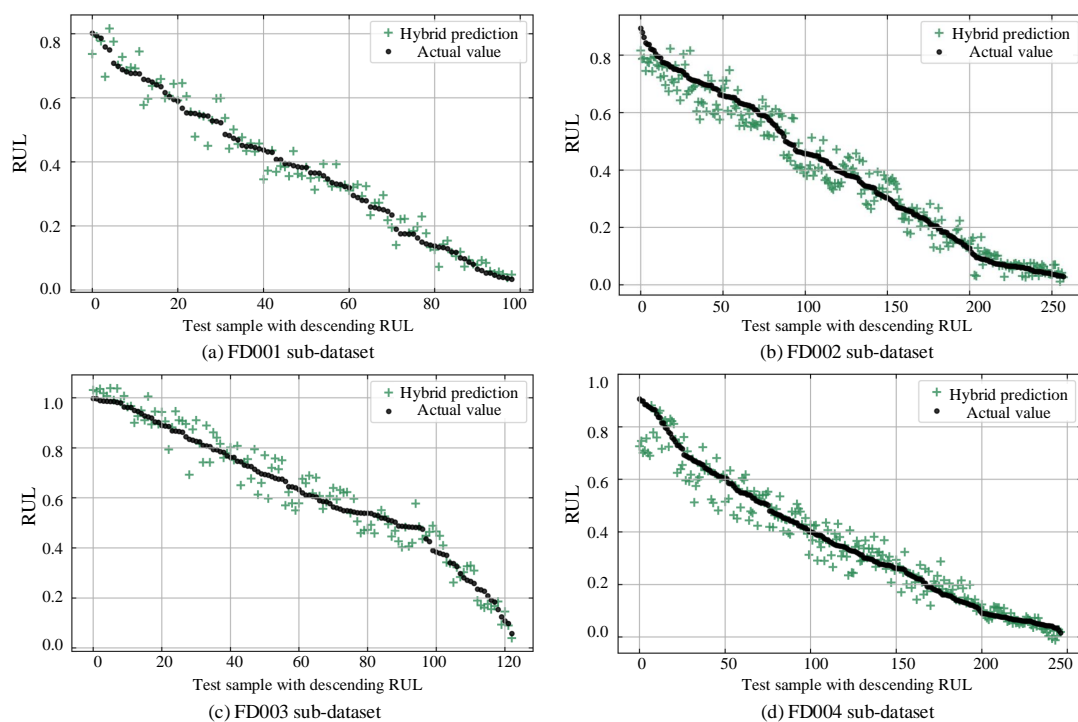 Hybrid prediction
Actual value
RUL
0.8
0.6
0.4
0.2
0.0
0
20
40
60
80
100
Test sample with descending RUL
(a) FD001 sub-dataset
Hybrid prediction
Actual value
RUL
0.8
0.6
0.4
0.2
0.0
0
50
100
150
200
250
Test sample with descending RUL
(b) FD002 sub-dataset
Hybrid prediction
Actual value
RUL
1.0
0.8
0.6
0.4
0.2
0.0
0
20
40
60
80
100
120
Test sample with descending RUL
(c) FD003 sub-dataset
Hybrid prediction
Actual value
RUL
1.0
0.8
0.6
0.4
0.2
0.0
0
50
100
150
200
250
Test sample with descending RUL
(d) FD004 sub-dataset